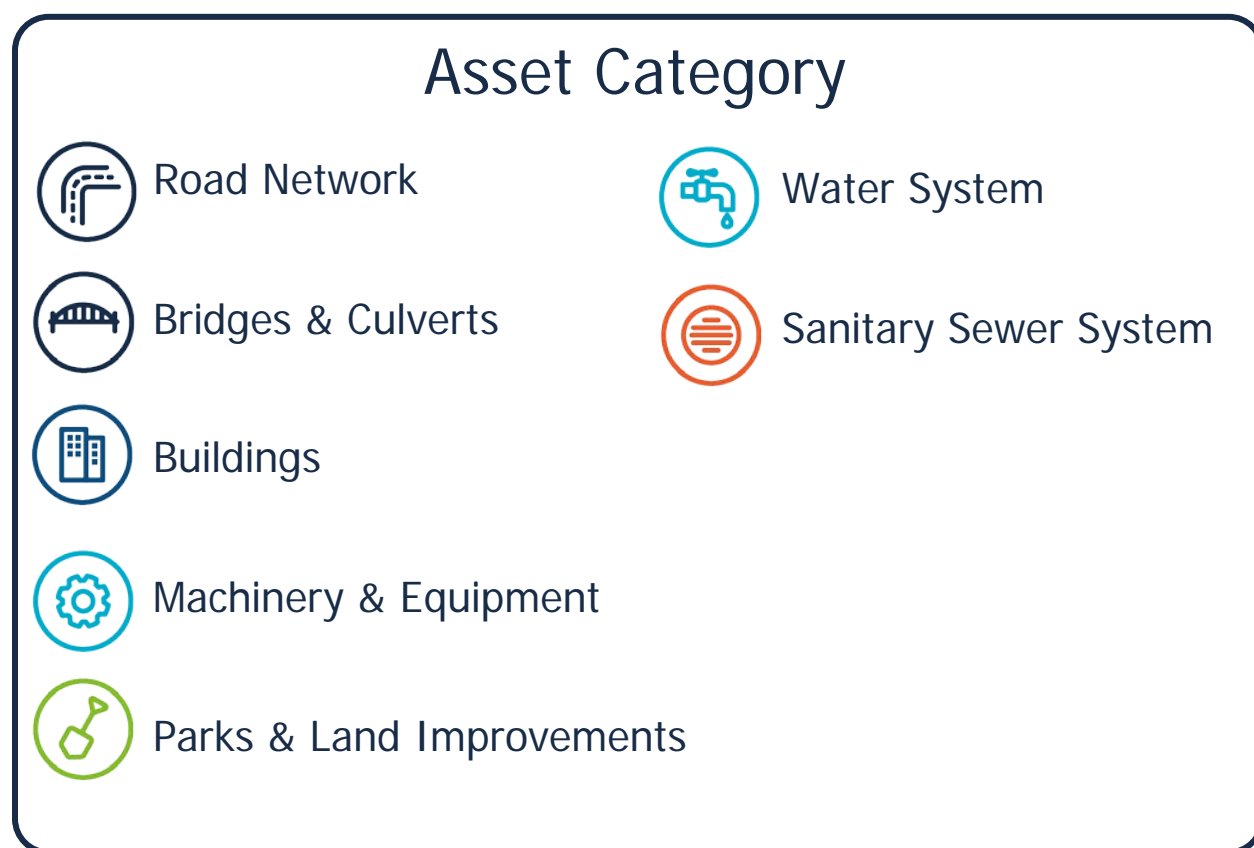 Asset Category
Road Network
Bridges & Culverts
Buildings
Machinery & Equipment
Parks & Land Improvements
Water System
Sanitary Sewer System